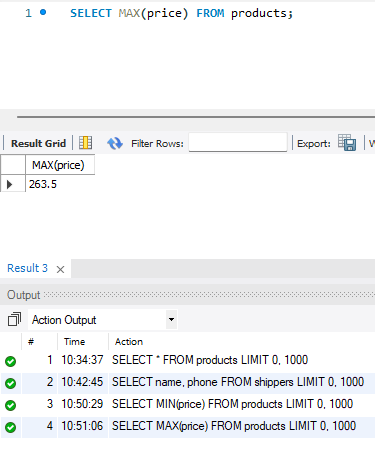 1 SELECT MAX(price) FROM products;
Result Grid Filter Rows: Export:
MAX(price)
263.5
Result 3
Output
Action Output
# Time Action
1 10:34:37 SELECT * FROM products LIMIT 0, 1000
2 10:42:45 SELECT name, phone FROM shippers LIMIT 0, 1000
3 10:50:29 SELECT MIN(price) FROM products LIMIT 0, 1000
4 10:51:06 SELECT MAX(price) FROM products LIMIT 0, 1000